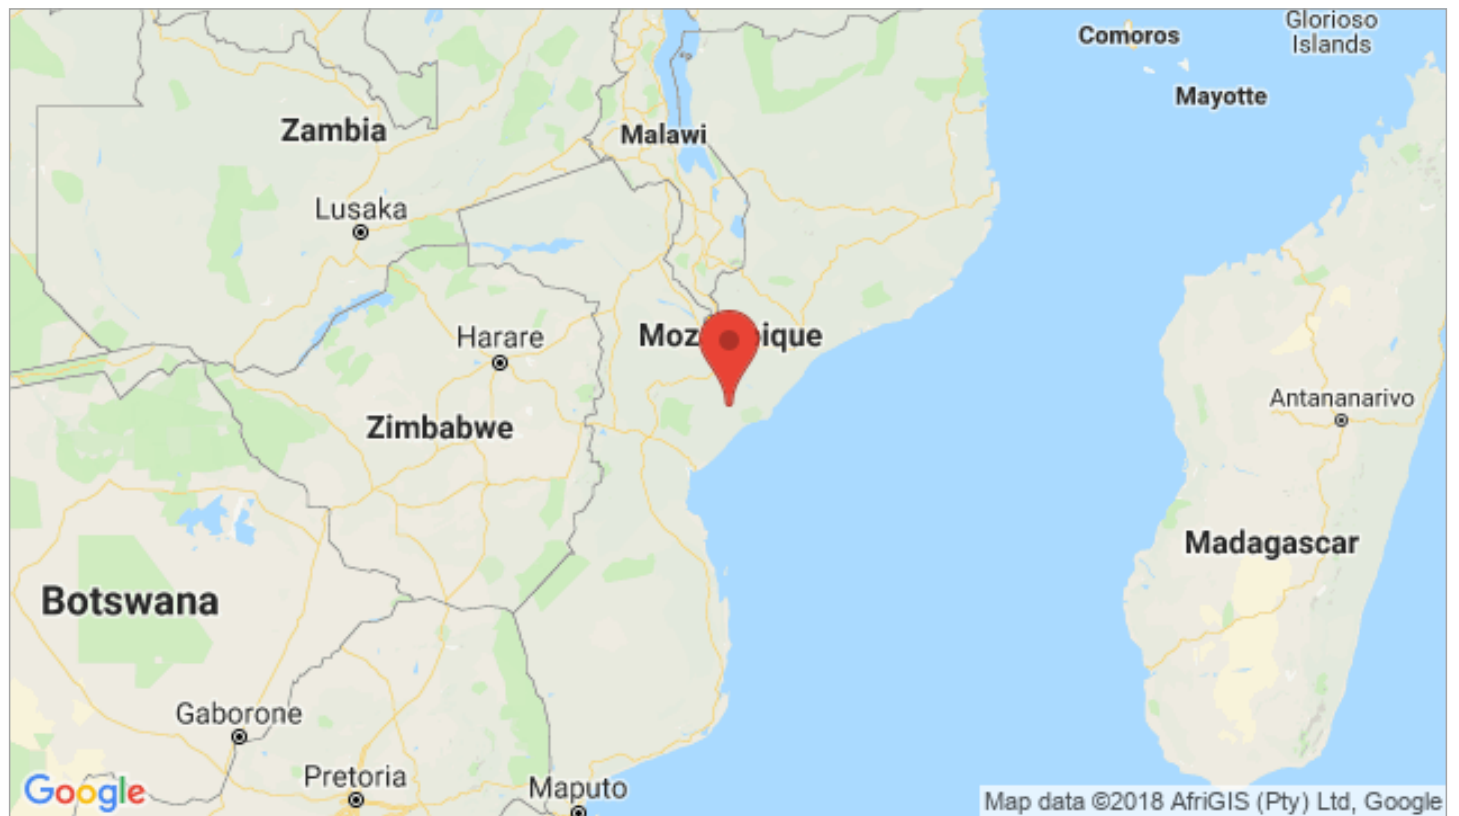 Comoros
Glorioso
Islands
Mayotte
Zambia
Malawi
Lusaka
Harare
Zimbabwe
Antananarivo
Madagascar
Botswana
Gaborone
Pretoria
Maputo
Google
Map data ©2018 AfriGIS (Pty) Ltd, Google